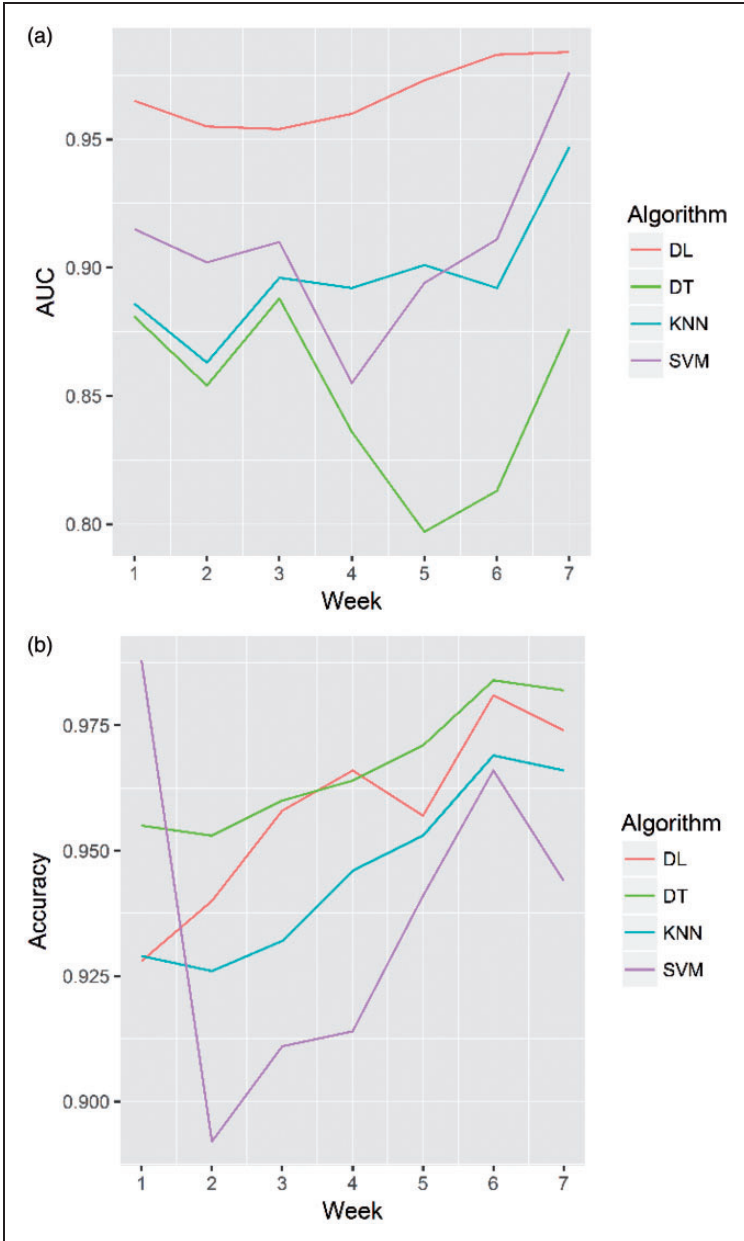 (a)
0.95
0.90
0.85
0.80
AUC
1 2 3 4 5 6 7
Week
Algorithm
DL
DT
KNN
SVM
(b)
0.975
0.950
0.925
0.900
Accuracy
1 2 3 4 5 6 7
Week
Algorithm
DL
DT
KNN
SVM